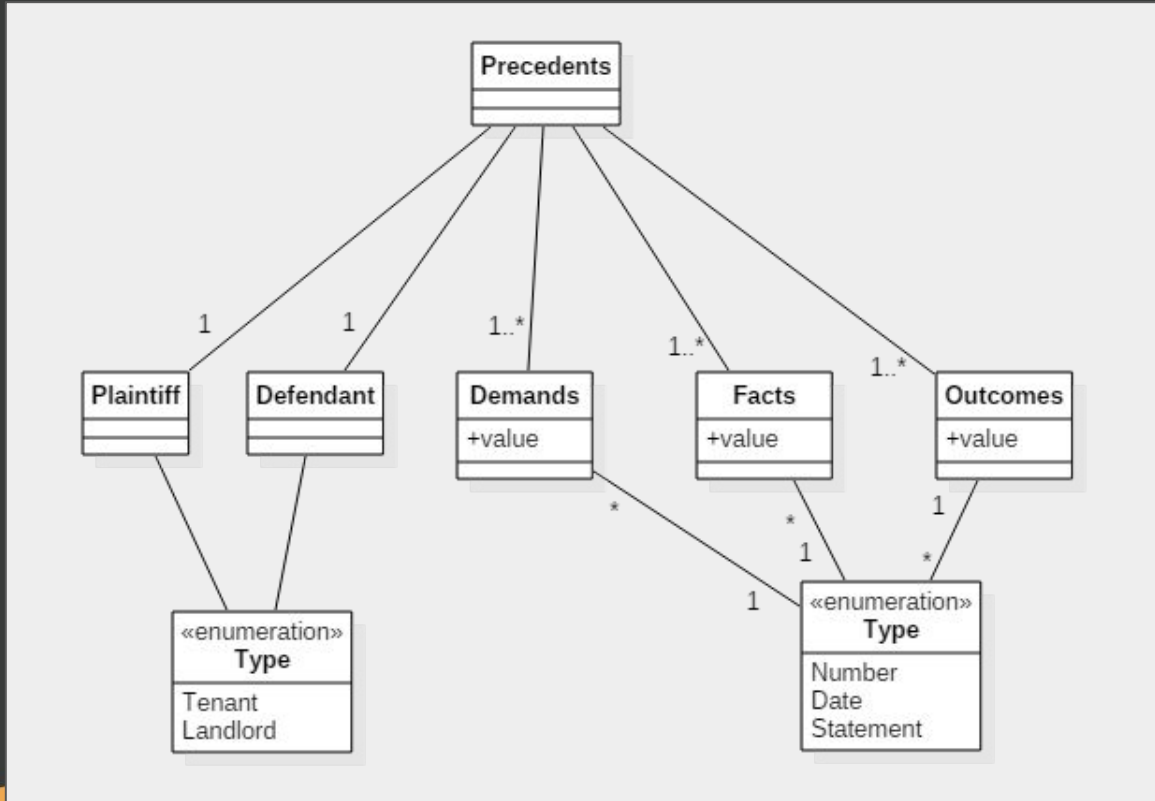 Precedents
1
1
1..*
1..*
1..*
Plaintiff
Defendant
Demands
+value
Facts
+value
Outcomes
+value
*
1
*
1
1
*
«enumeration»
Type
Tenant
Landlord
«enumeration»
Type
Number
Date
Statement